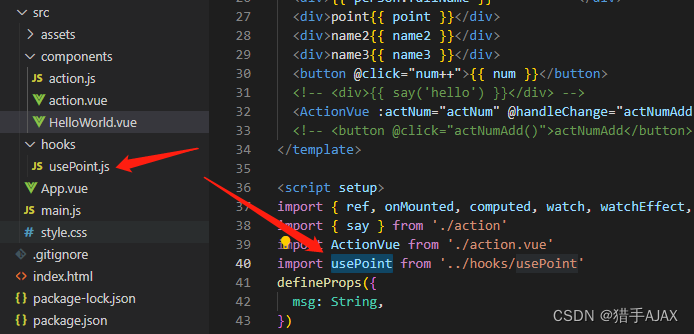 src
assets
components
JS action.js
action.vue
HelloWorld.vue
hooks
JS usePoint.js
App.vue
JS main.js
# style.css
.gitignore
index.html
{} package-lock.json
{} package.json
27 <div>point{{ point }}</div>
28 <div>name2{{ name2 }}</div>
29 <div>name3{{ name3 }}</div>
30 <button @click="num++">{{ num }}</button>
31 <!-- <div>{{ say('hello') }}</div> -->
32 <ActionVue :actNum="actNum" @handleChange="actNumAdd
33 <!-- <button @click="actNumAdd()">actNumAdd</button>
34 </template>
35
36 <script setup>
37 import { ref, onMounted, computed, watch, watchEffect,
38 import { say } from './action'
39 import ActionVue from './action.vue'
40 import usePoint from '../hooks/usePoint'
41 defineProps({
42 msg: String,
43 })
CSDN @猎手AJAX